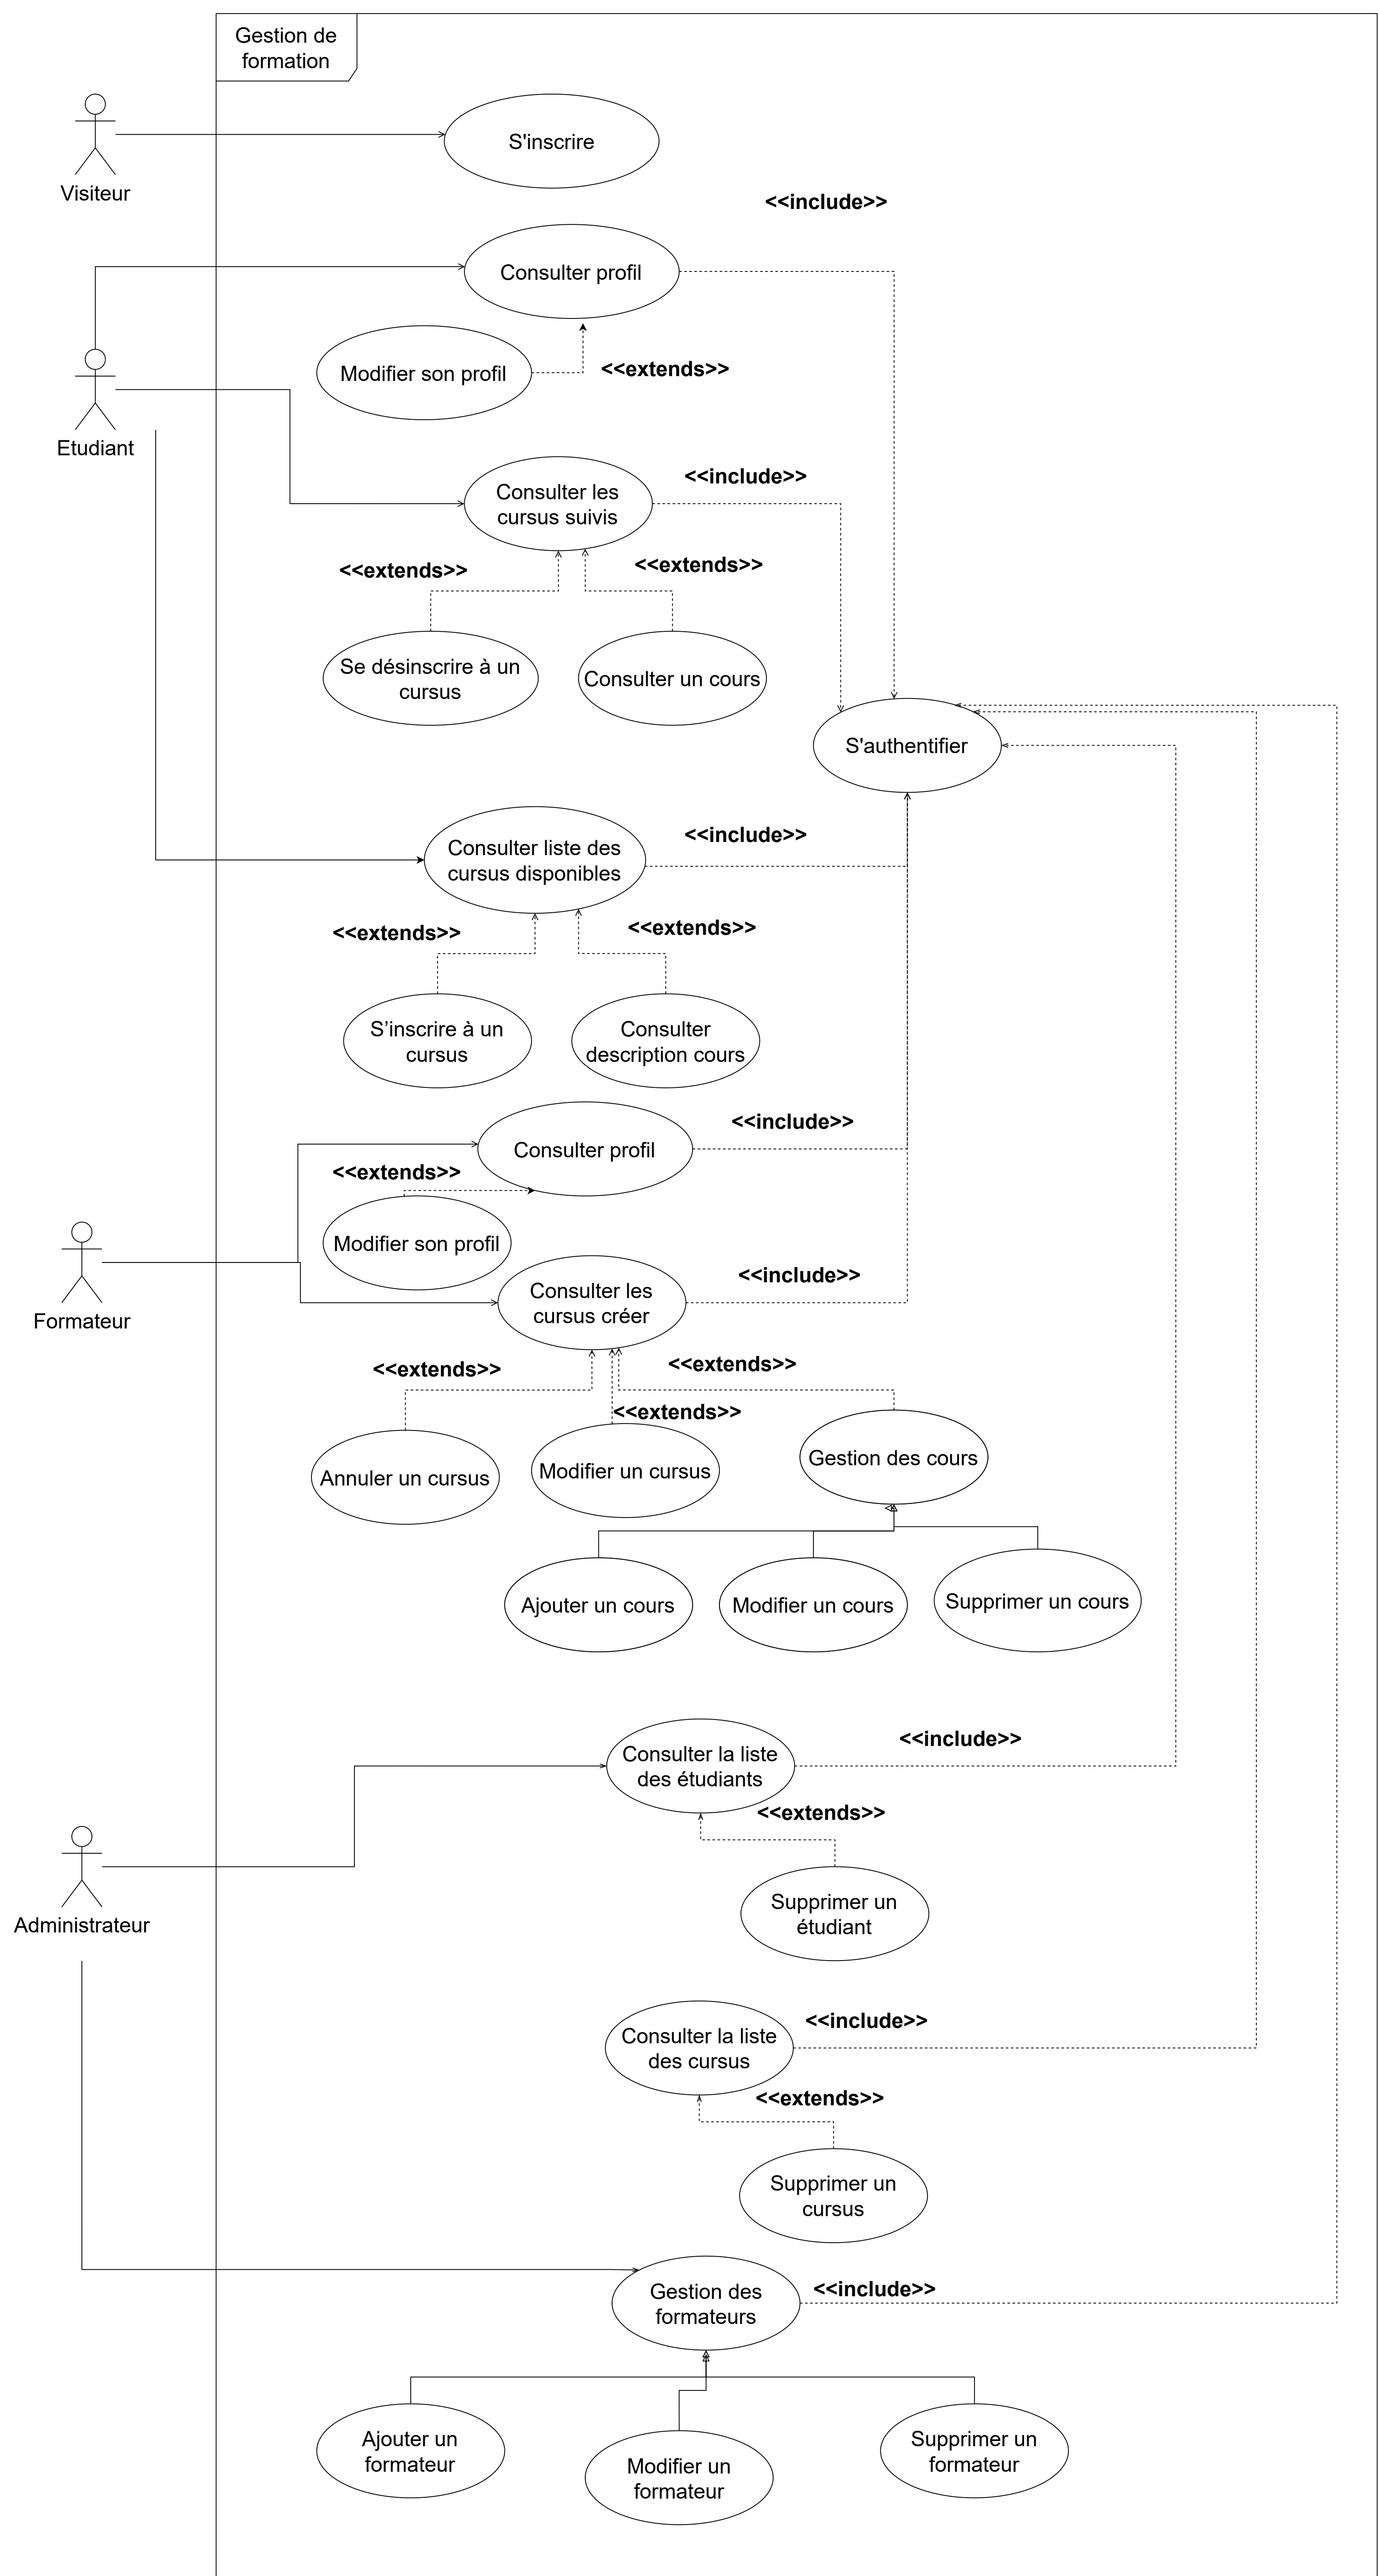 Gestion de
formation
S'inscrire
Visiteur
<<include>>
Consulter profil
Modifier son profil
<<extends>>
Etudiant
<<include>>
Consulter les
cursus suivis
<<extends>>
<<extends>>
Se désinscrire à un
cursus
Consulter un cours
S'authentifier
<<include>>
Consulter liste des
cursus disponibles
<<extends>>
<<extends>>
S’inscrire à un
cursus
Consulter
description cours
<<include>>
Consulter profil
<<extends>>
Modifier son profil
Formateur
<<include>>
Consulter les
cursus créer
<<extends>>
<<extends>>
<<extends>>
Annuler un cursus
Modifier un cursus
Gestion des cours
Ajouter un cours
Modifier un cours
Supprimer un cours
<<include>>
Consulter la liste
des étudiants
<<extends>>
Supprimer un
étudiant
Administrateur
<<include>>
Consulter la liste
des cursus
<<extends>>
Supprimer un
cursus
<<include>>
Gestion des
formateurs
Ajouter un
formateur
Modifier un
formateur
Supprimer un
formateur